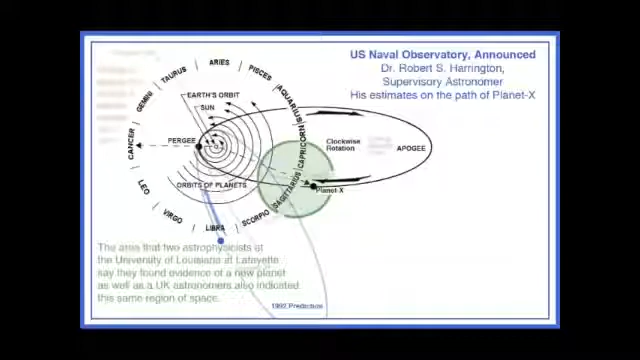 US Naval Observatory, Announced
Dr. Robert S. Harrington,
Supervisory Astronomer
His estimates on the path of Planet-X
ARIES
TAURUS
PISCES
GEMINI
AQUARIUS
EARTH'S ORBIT
SUN
CANCER
PERGEE
CAPRICORN
Clockwise
Rotation
APOGEE
LEO
ORBITS OF PLANETS
SAGITTARIUS
Planet-X
VIRGO
LIBRA
SCORPIO
The area that two astrophysicists at
the University of Louisiana at Lafayette
say they found evidence of a new planet
as well as a UK astronomers also indicated
this same region of space.
1992 Prediction